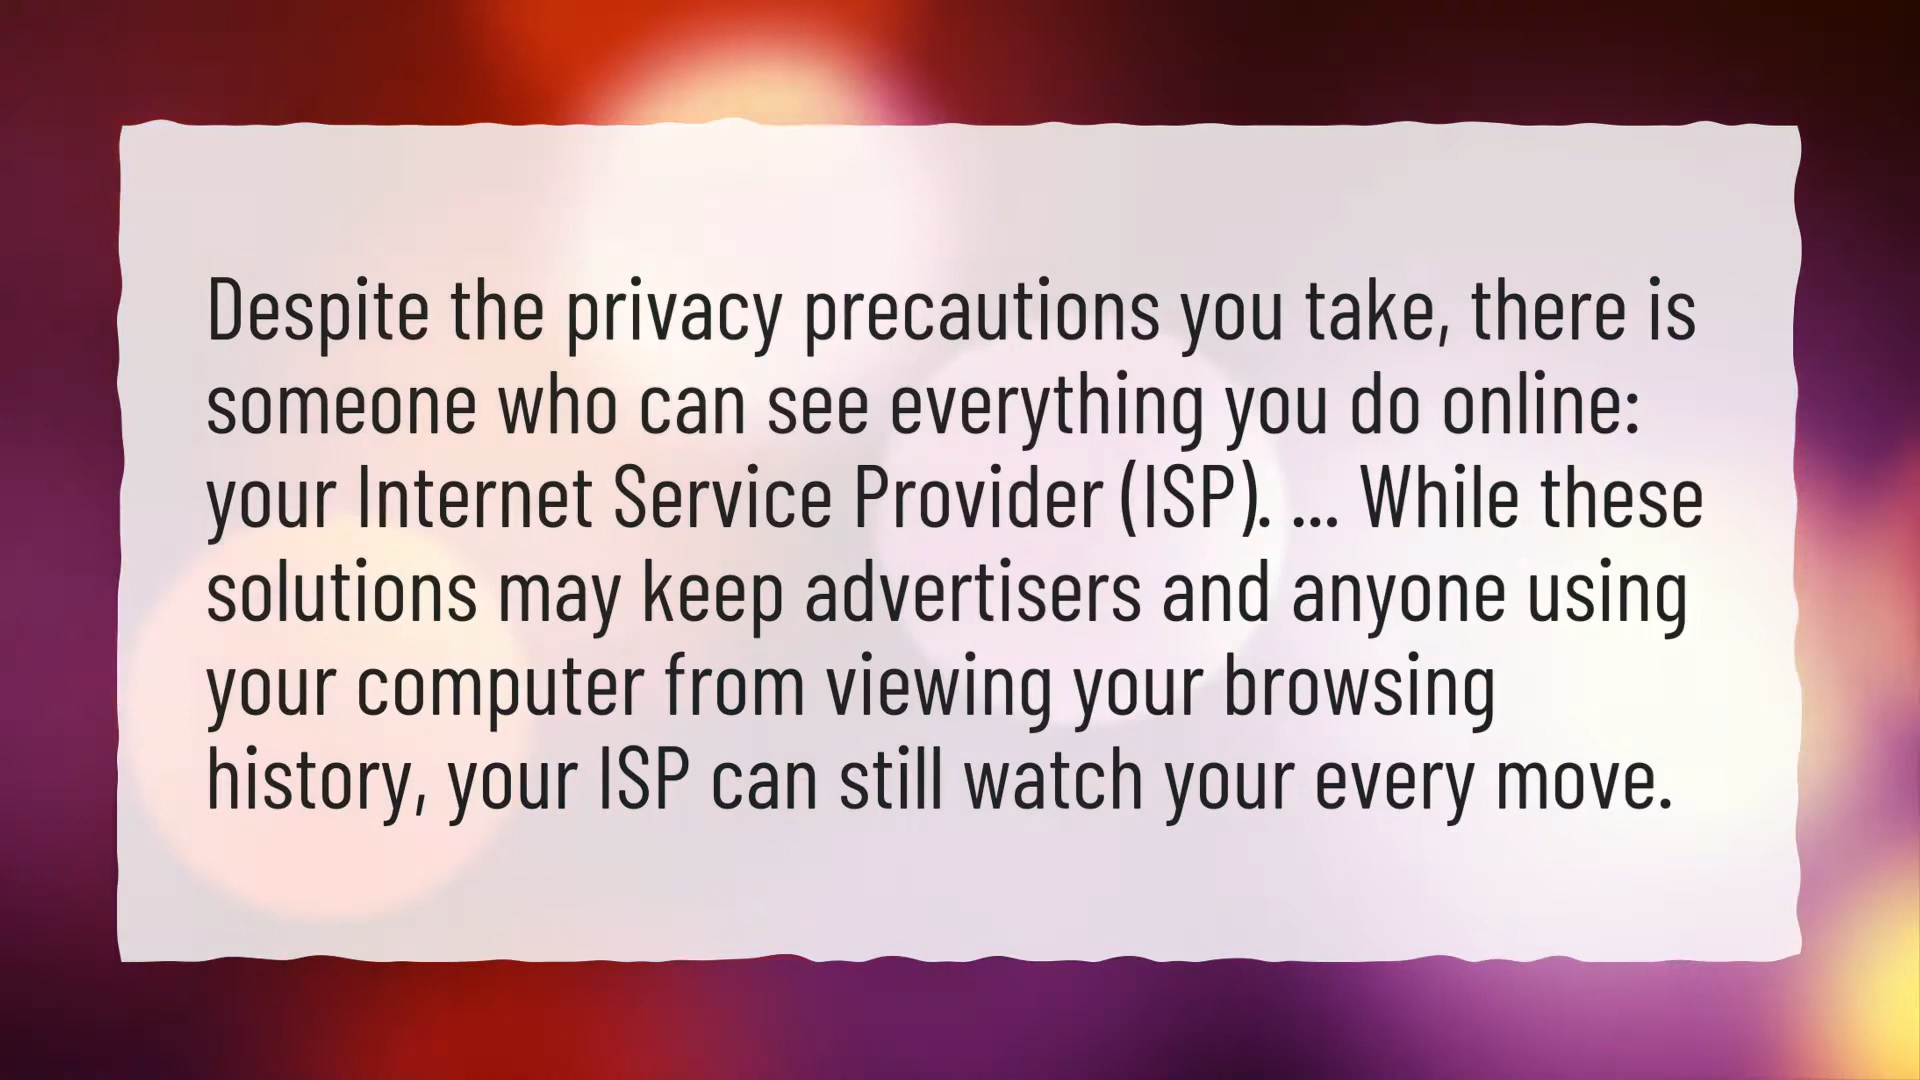 Despite the privacy precautions you take, there is
someone who can see everything you do online:
your Internet Service Provider (ISP). ... While these
solutions may keep advertisers and anyone using
your computer from viewing your browsing
history, your ISP can still watch your every move.